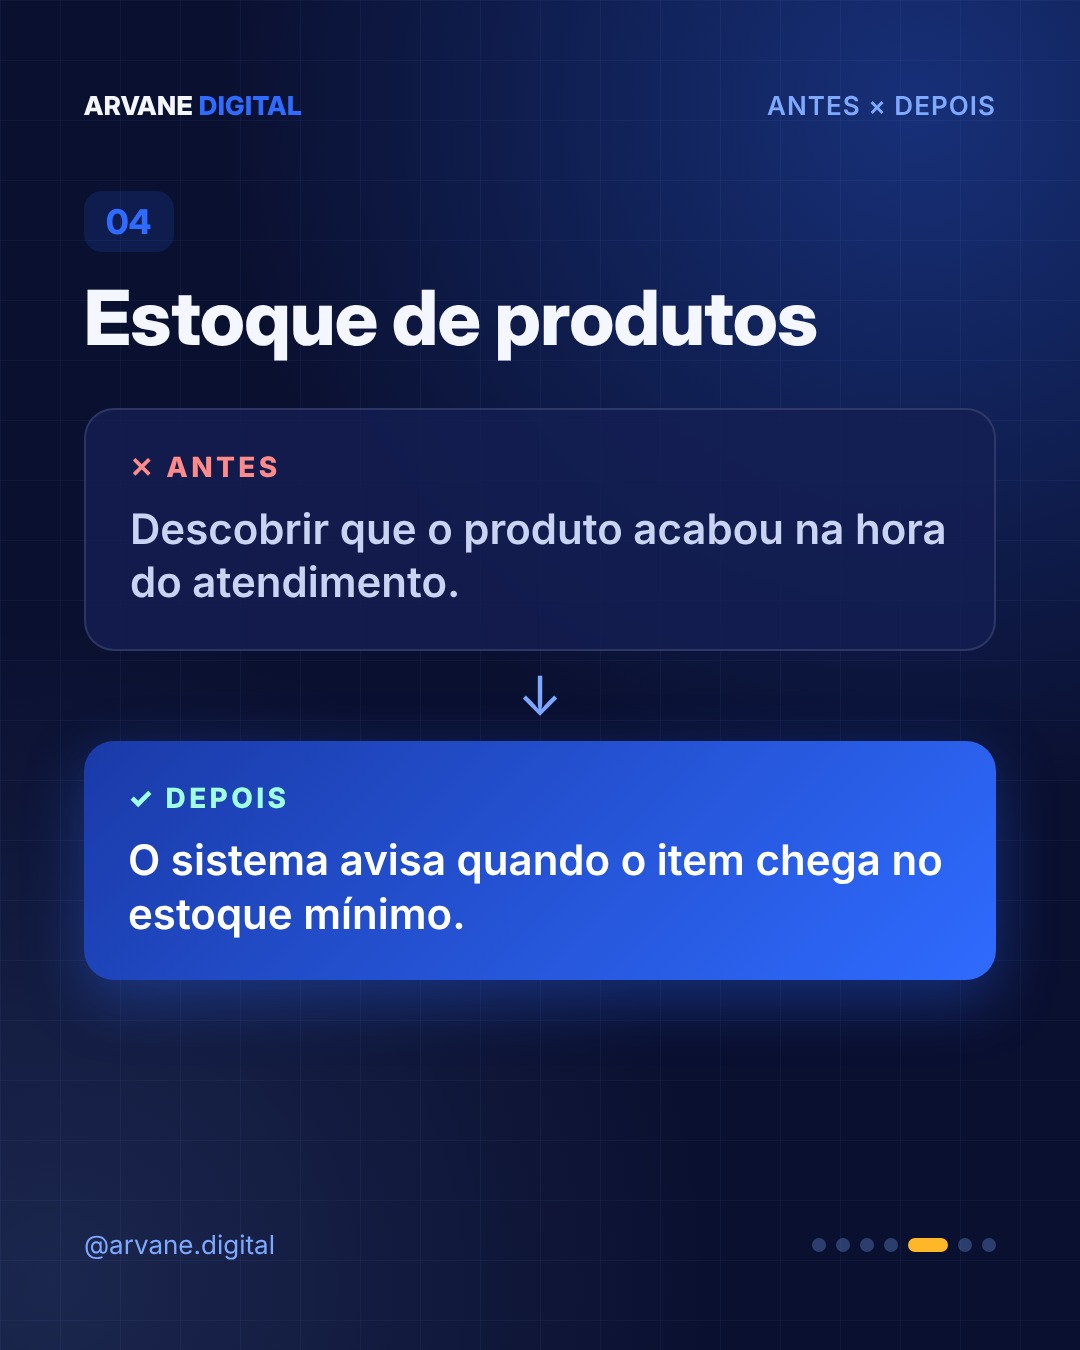 ARVANE DIGITAL
ANTES × DEPOIS
04
Estoque de produtos
✕ ANTES
Descobrir que o produto acabou na hora
do atendimento.
↓
✓ DEPOIS
O sistema avisa quando o item chega no
estoque mínimo.
@arvane.digital